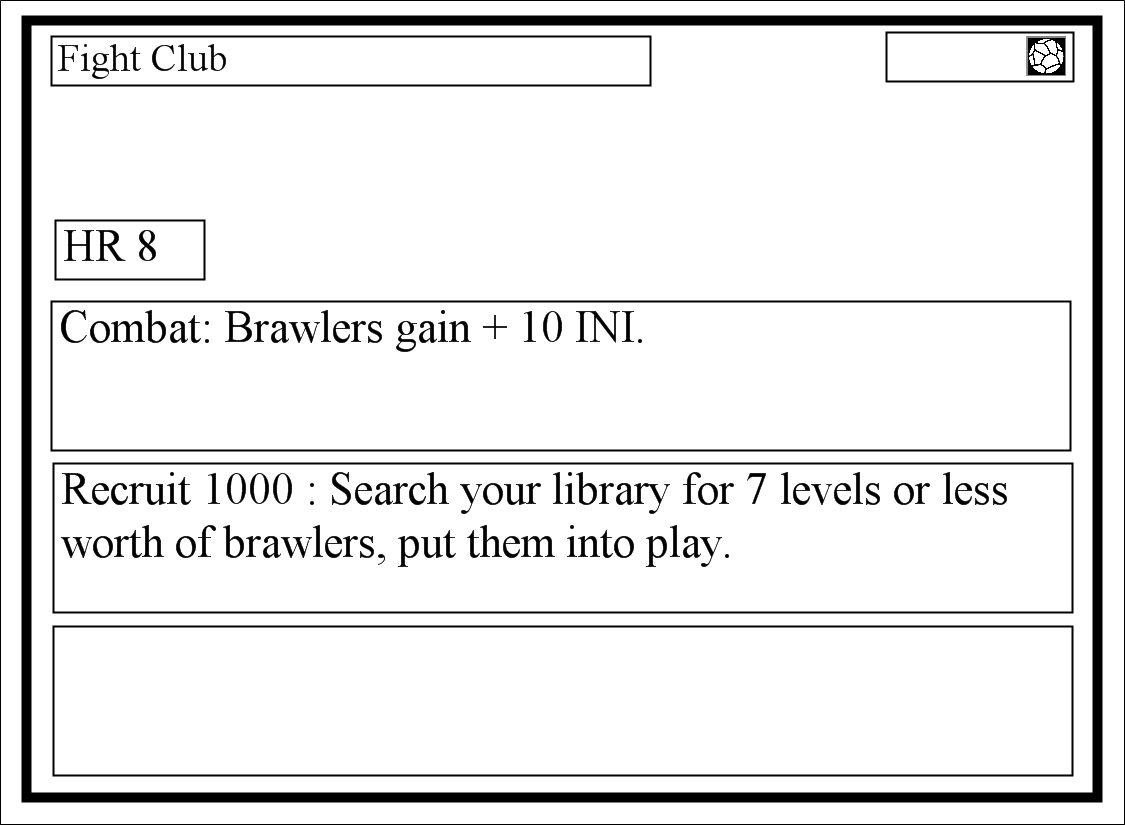 Fight Club
HR 8
Combat: Brawlers gain + 10 INI.
Recruit 1000 : Search your library for 7 levels or less
worth of brawlers, put them into play.